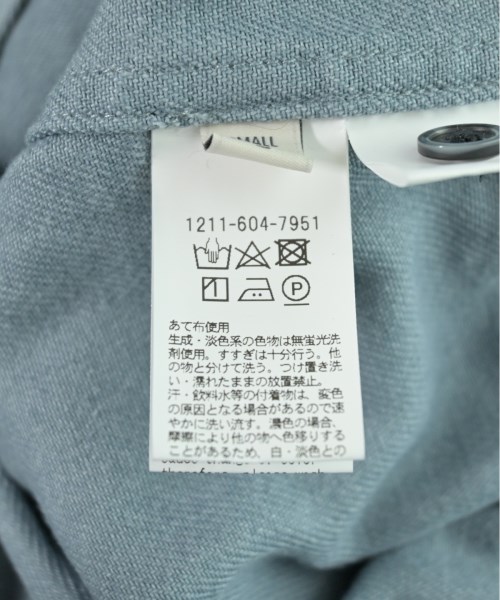 SMALL
1211-604-7951
P
あて布使用
生成・淡色系の色物は無蛍光洗
剤使用。すすぎは十分行う。他
の物と分けて洗う。つけ置き洗
い・濡れたままの放置禁止。
汗・飲料水等の付着物は、変色
の原因となる場合があるので速
やかに洗い流す。濃色の場合、
摩擦により他の物へ色移りする
ことがあるため、白・淡色との